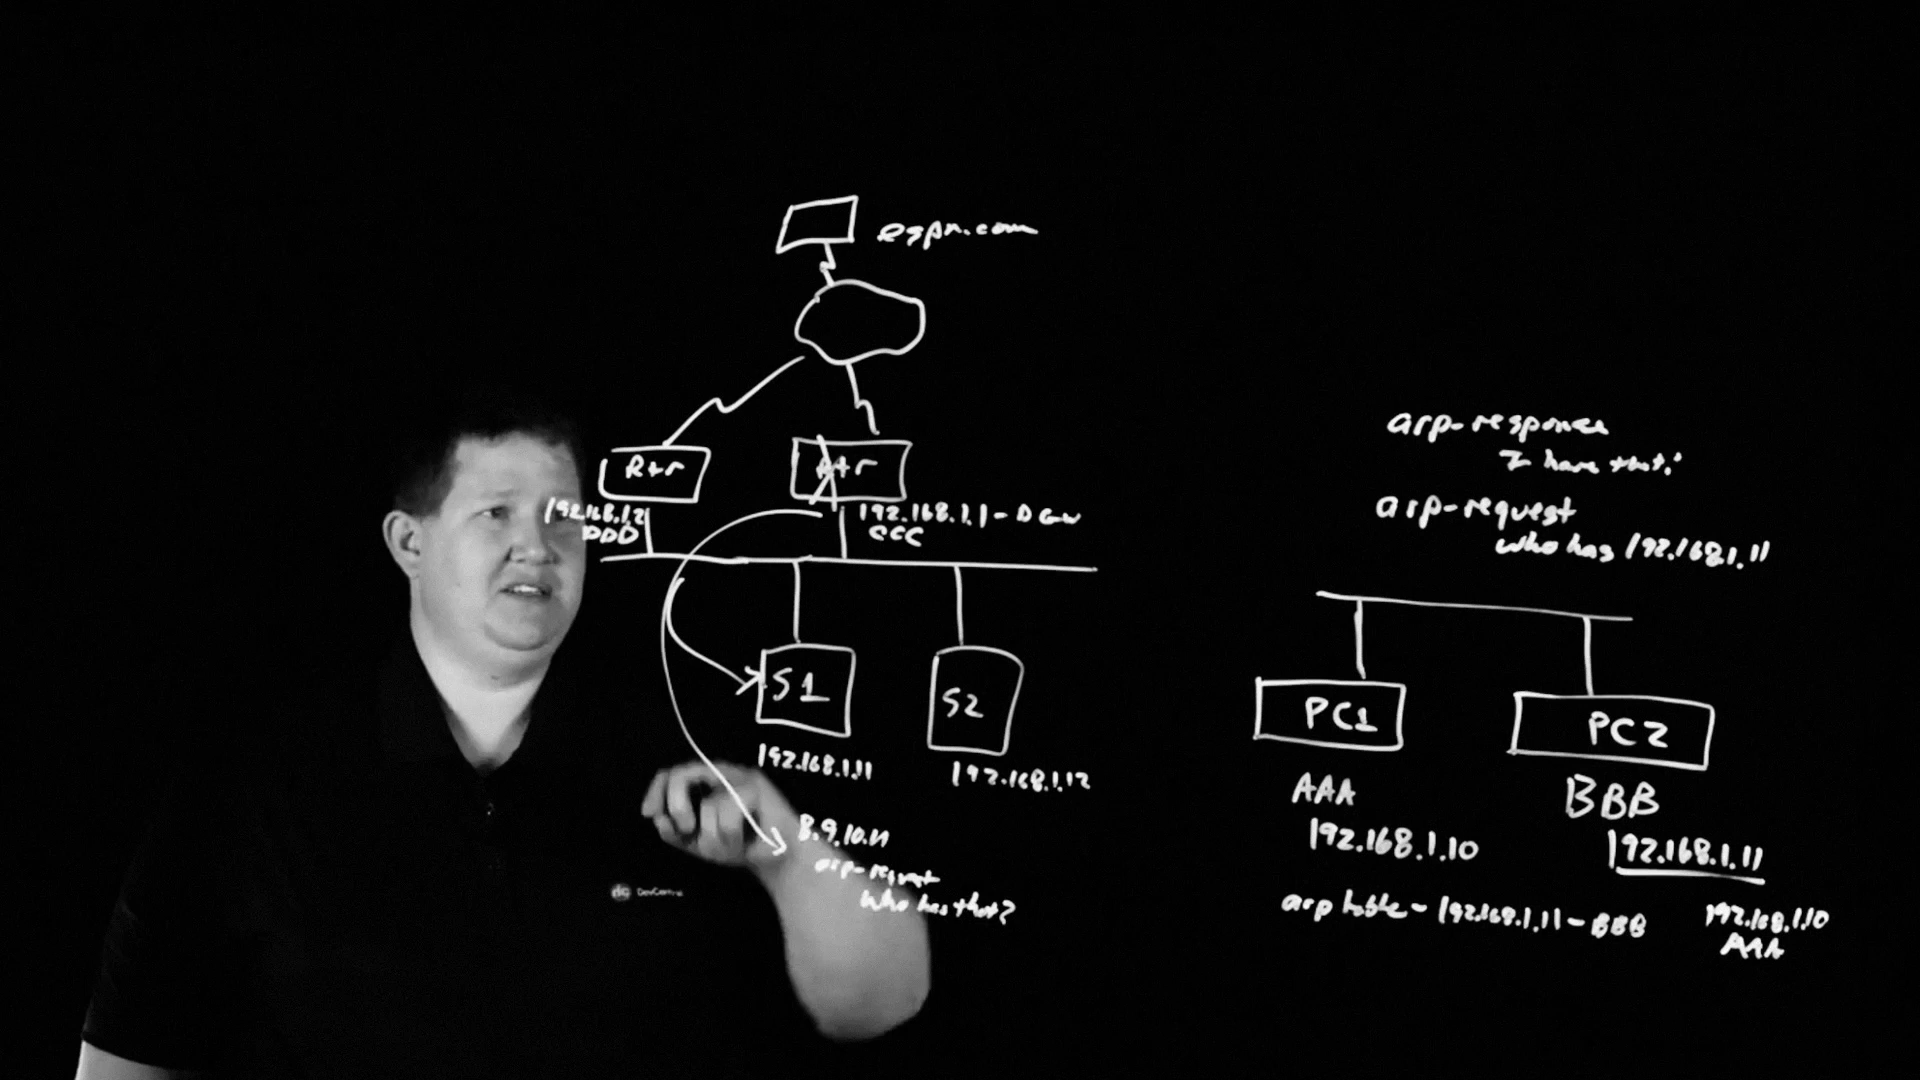 espn.com
Rtr
Rtr
192.168.1.2
DDD
192.168.1.1 - DGW
CCC
S1
S2
192.168.1.11
192.168.1.12
8.9.10.11
arp-request
who has that?
DevCentral
arp-response
I have that!
arp-request
who has 192.168.1.11
PC1
PC2
AAA
BBB
192.168.1.10
192.168.1.11
arp table - 192.168.1.11 - BBB
192.168.1.10
AAA